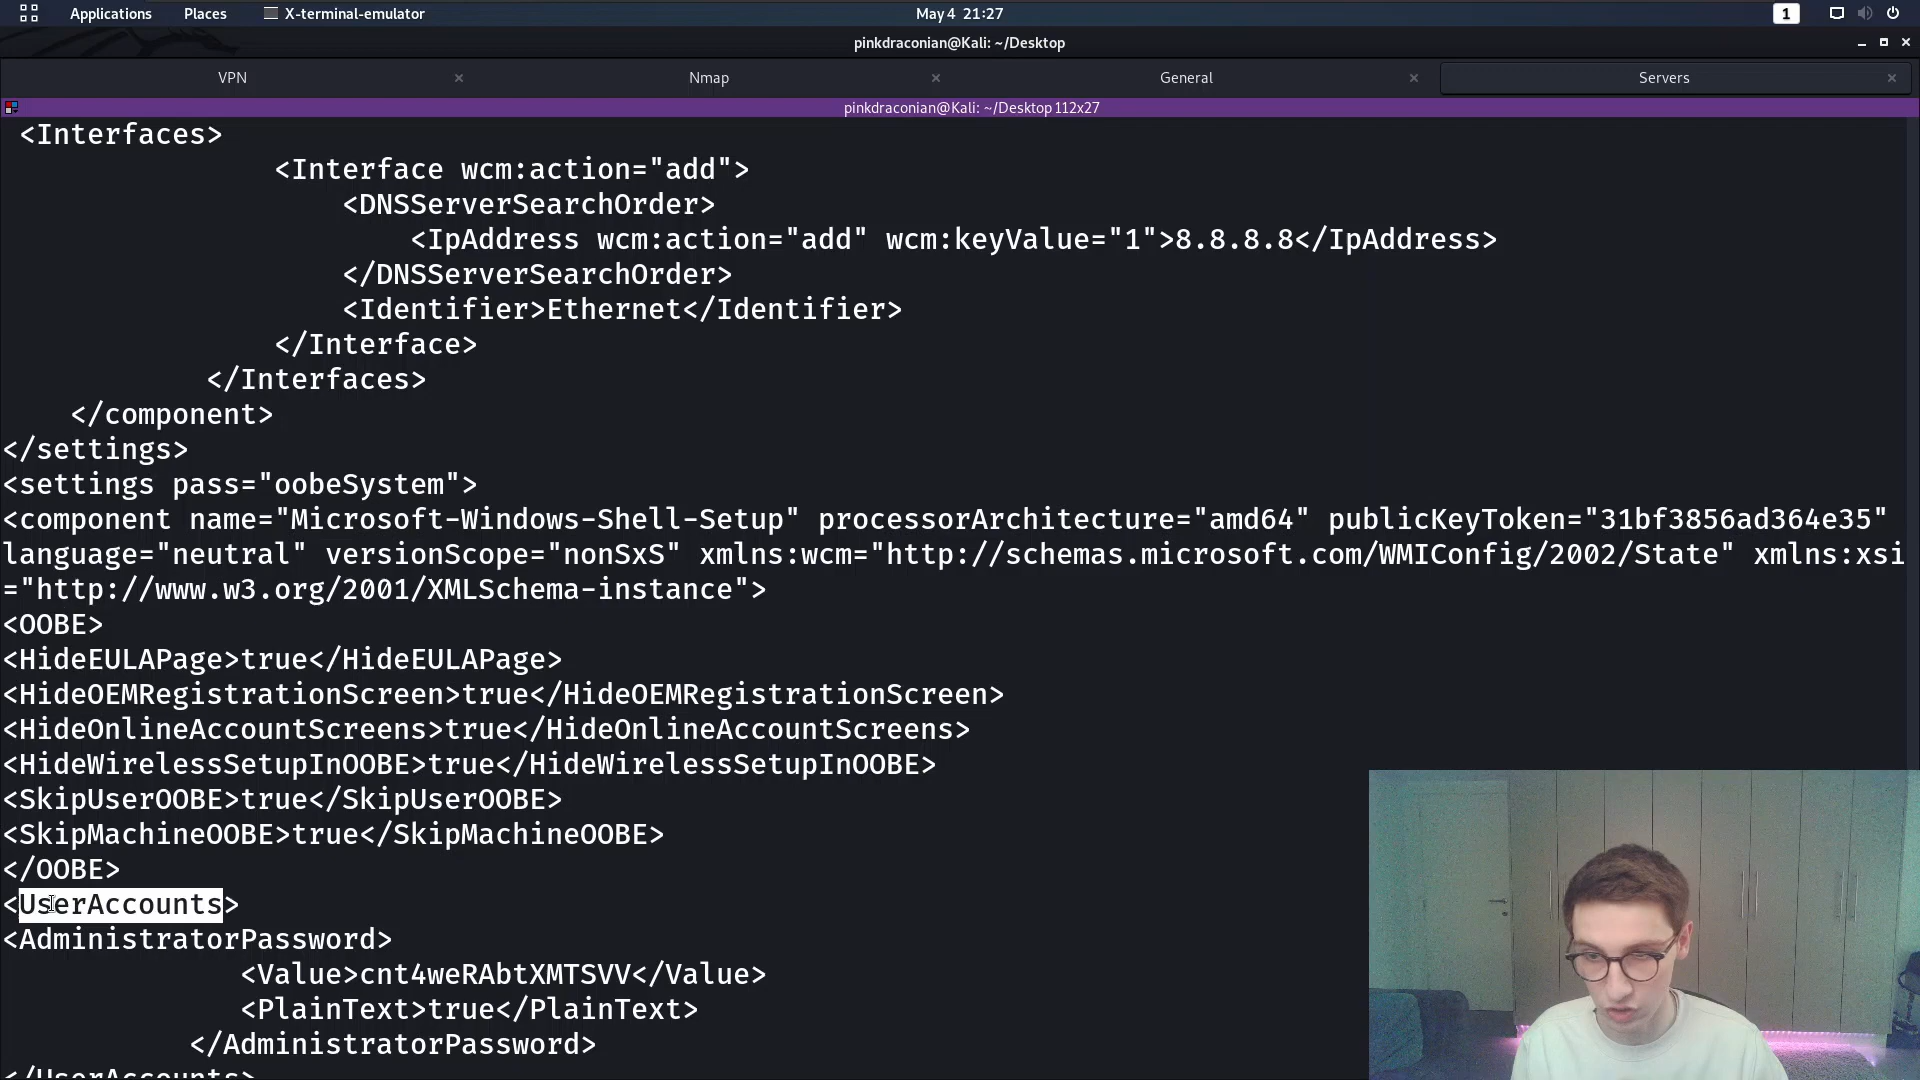 Applications Places X-terminal-emulator May 4 21:27 1
pinkdraconian@Kali: ~/Desktop
VPN × Nmap × General × Servers ×
pinkdraconian@Kali: ~/Desktop 112x27
<Interfaces>
<Interface wcm:action="add">
<DNSServerSearchOrder>
<IpAddress wcm:action="add" wcm:keyValue="1">8.8.8.8</IpAddress>
</DNSServerSearchOrder>
<Identifier>Ethernet</Identifier>
</Interface>
</Interfaces>
</component>
</settings>
<settings pass="oobeSystem">
<component name="Microsoft-Windows-Shell-Setup" processorArchitecture="amd64" publicKeyToken="31bf3856ad364e35"
language="neutral" versionScope="nonSxS" xmlns:wcm="http://schemas.microsoft.com/WMIConfig/2002/State" xmlns:xsi
="http://www.w3.org/2001/XMLSchema-instance">
<OOBE>
<HideEULAPage>true</HideEULAPage>
<HideOEMRegistrationScreen>true</HideOEMRegistrationScreen>
<HideOnlineAccountScreens>true</HideOnlineAccountScreens>
<HideWirelessSetupInOOBE>true</HideWirelessSetupInOOBE>
<SkipUserOOBE>true</SkipUserOOBE>
<SkipMachineOOBE>true</SkipMachineOOBE>
</OOBE>
<UserAccounts>
<AdministratorPassword>
<Value>cnt4weRAbtXMTSVV</Value>
<PlainText>true</PlainText>
</AdministratorPassword>
</UserAccounts>